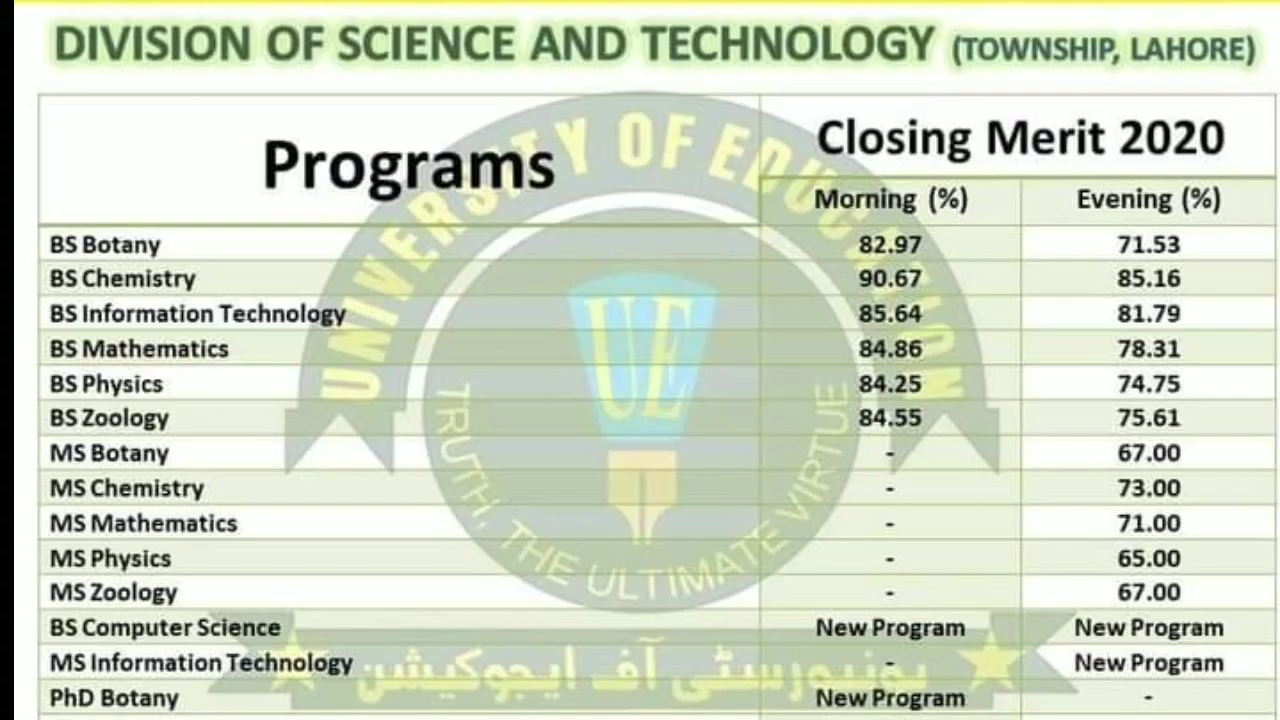 DIVISION OF SCIENCE AND TECHNOLOGY (TOWNSHIP, LAHORE)
Programs
Closing Merit 2020
Morning (%) Evening (%)
BS Botany 82.97 71.53
BS Chemistry 90.67 85.16
BS Information Technology 85.64 81.79
BS Mathematics 84.86 78.31
BS Physics 84.25 74.75
BS Zoology 84.55 75.61
MS Botany - 67.00
MS Chemistry - 73.00
MS Mathematics - 71.00
MS Physics - 65.00
MS Zoology - 67.00
BS Computer Science New Program New Program
MS Information Technology - New Program
PhD Botany New Program -
UNIVERSITY OF EDUCATION
UE
TRUTH, THE ULTIMATE VIRTUE
یونیورسٹی آف ایجوکیشن